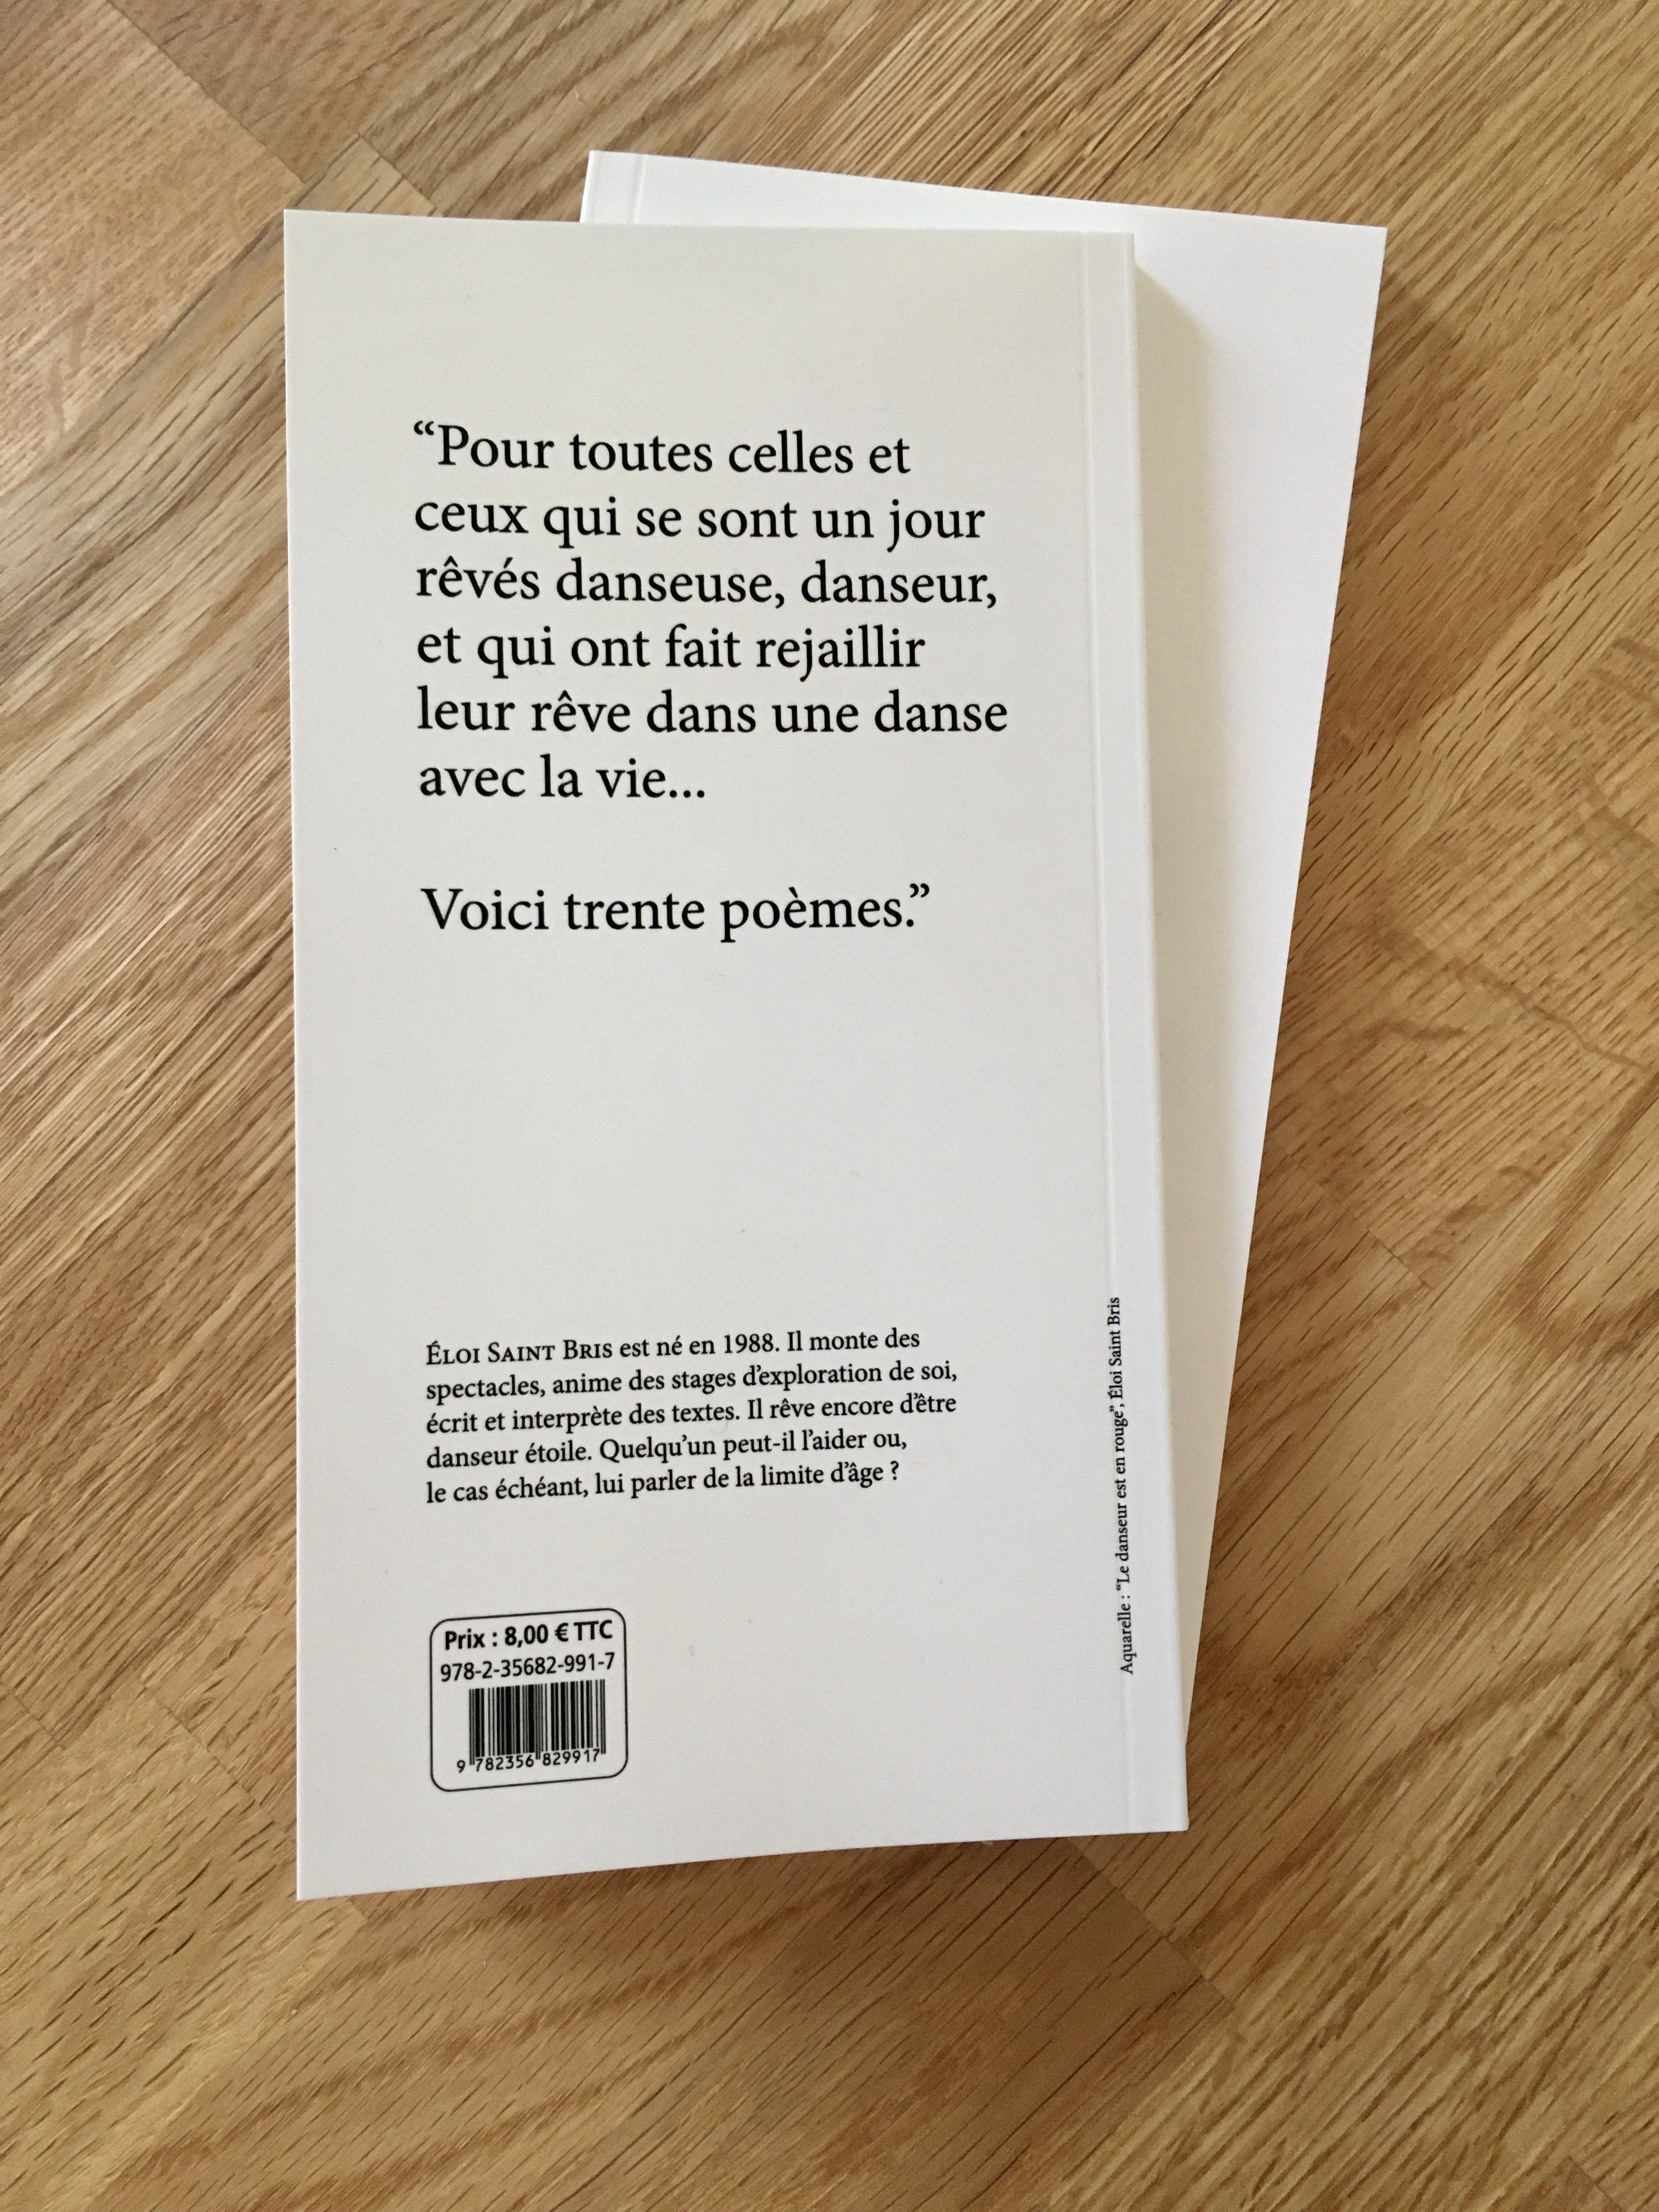 “Pour toutes celles et
ceux qui se sont un jour
rêvés danseuse, danseur,
et qui ont fait rejaillir
leur rêve dans une danse
avec la vie...
Voici trente poèmes.”
Éloi Saint Bris est né en 1988. Il monte des
spectacles, anime des stages d’exploration de soi,
écrit et interprète des textes. Il rêve encore d’être
danseur étoile. Quelqu’un peut-il l’aider ou,
le cas échéant, lui parler de la limite d’âge ?
Prix : 8,00 € TTC
978-2-35682-991-7
9 782356 829917
Aquarelle : “Le danseur est en rouge”, Éloi Saint Bris